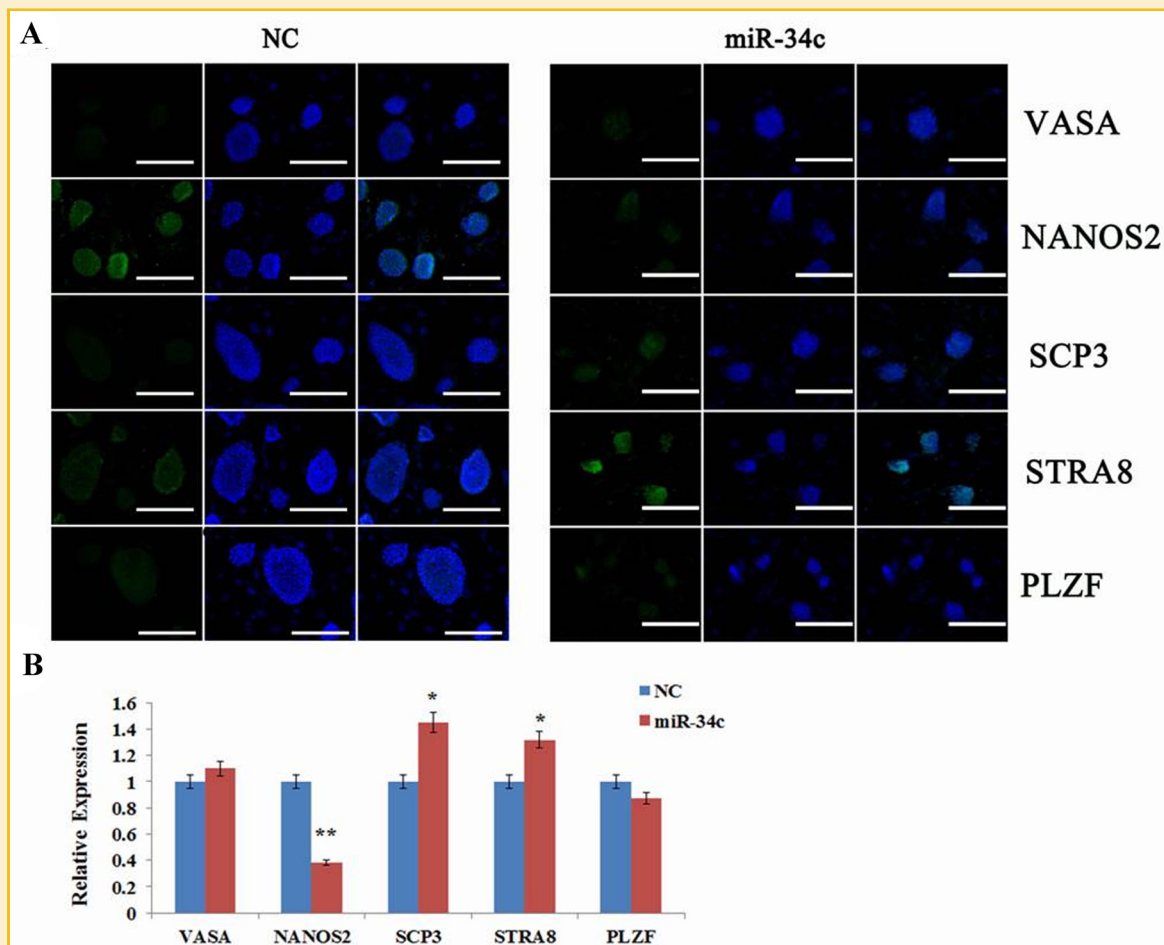 A
NC
miR-34c
VASA
NANOS2
SCP3
STRA8
PLZF
B
NC
miR-34c
Relative Expression
1.6
1.4
1.2
1
0.8
0.6
0.4
0.2
0
**
*
*
VASA NANOS2 SCP3 STRA8 PLZF